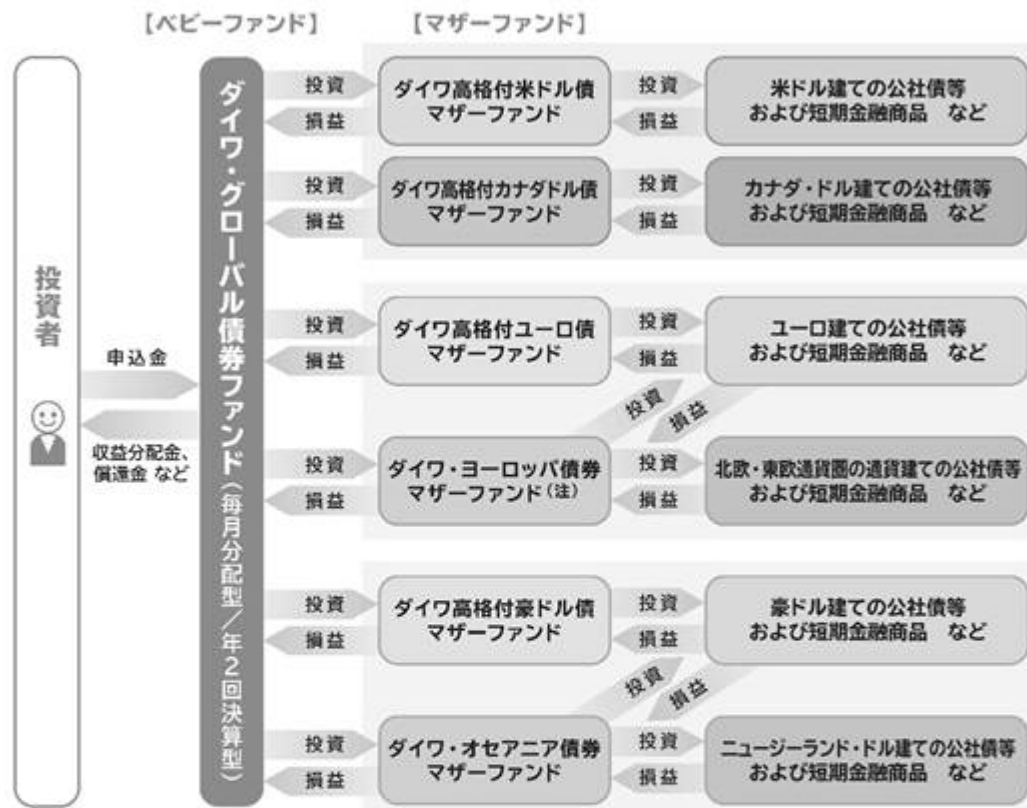 【ベビーファンド】
【マザーファンド】
投資者
申込金
収益分配金、
償還金 など
ダイワ・グローバル債券ファンド（毎月分配型／年2回決算型）
投資
損益
ダイワ高格付米ドル債
マザーファンド
投資
損益
米ドル建ての公社債等
および短期金融商品 など
投資
損益
ダイワ高格付カナダドル債
マザーファンド
投資
損益
カナダ・ドル建ての公社債等
および短期金融商品 など
投資
損益
ダイワ高格付ユーロ債
マザーファンド
投資
損益
ユーロ建ての公社債等
および短期金融商品 など
投資
損益
投資
損益
ダイワ・ヨーロッパ債券
マザーファンド（注）
投資
損益
北欧・東欧通貨圏の通貨建ての公社債等
および短期金融商品 など
投資
損益
ダイワ高格付豪ドル債
マザーファンド
投資
損益
豪ドル建ての公社債等
および短期金融商品 など
投資
損益
投資
損益
ダイワ・オセアニア債券
マザーファンド
投資
損益
ニュージーランド・ドル建ての公社債等
および短期金融商品 など